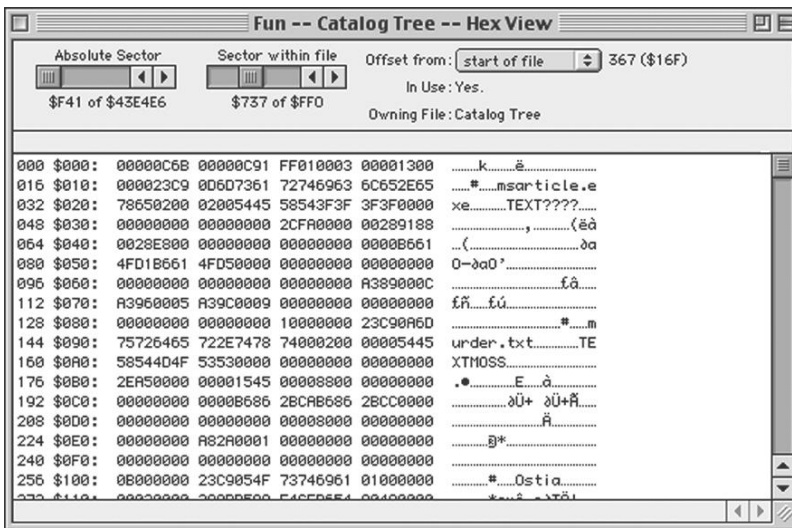 Fun -- Catalog Tree -- Hex View
Absolute Sector
Sector within file
Offset from: start of file 367 ($16F)
$F41 of $43E4E6
$737 of $FF0
In Use: Yes.
Owning File: Catalog Tree
000 $000: 00000C6B 00000C91 FF010003 00001300 ......k......ë..................
016 $010: 000023C9 0D6D7361 72746963 6C652E65 ......#......msarticle.e
032 $020: 78650200 02005445 58543F3F 3F3F0000 xe............TEXT????......
048 $030: 00000000 00000000 2CFA0000 00289188 ........................,............(ëà
064 $040: 0028E800 00000000 00000000 0000B661 ...(..............................∂a
080 $050: 4FD1B661 4FD50000 00000000 00000000 O—∂aO’..............................
096 $060: 00000000 00000000 00000000 A389000C ....................................£â......
112 $070: A3960005 A39C0009 00000000 00000000 £ñ......£ú........................
128 $080: 00000000 00000000 10000000 23C90A6D ....................................#......m
144 $090: 75726465 722E7478 74000200 00005445 urder.txt...............TE
160 $0A0: 58544D4F 53530000 00000000 00000000 XTMOSS..............................
176 $0B0: 2EA50000 00001545 00008800 00000000 .•...............E......à...............
192 $0C0: 00000000 0000B686 2BCAB686 2BCC0000 ..............................∂Ü+ ∂Ü+Ã......
208 $0D0: 00000000 00000000 00008000 00000000 ..............................Ä...............
224 $0E0: 00000000 A82A0001 00000000 00000000 ............®*..............................
240 $0F0: 00000000 00000000 00000000 00000000 ................................................
256 $100: 0B000000 23C9054F 73746961 01000000 ............#......Ostia............